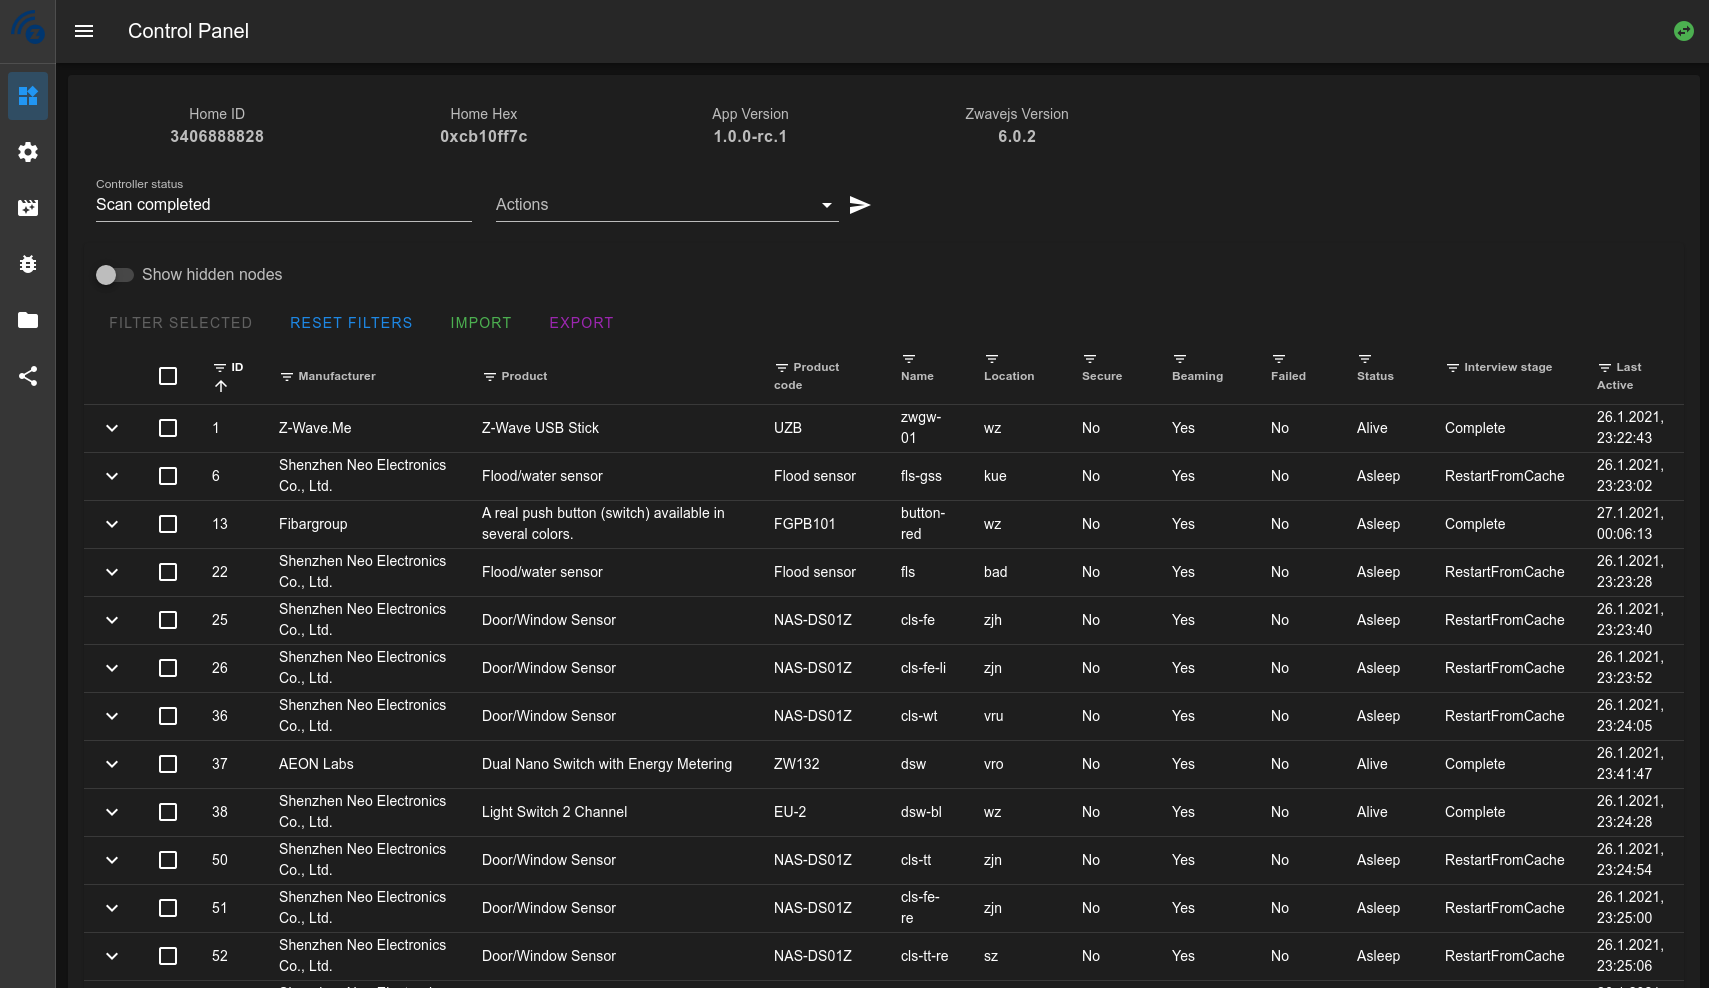 Control Panel
Home ID
3406888828
Home Hex
0xcb10ff7c
App Version
1.0.0-rc.1
Zwavejs Version
6.0.2
Controller status
Scan completed
Actions
Show hidden nodes
FILTER SELECTED RESET FILTERS IMPORT EXPORT
ID Manufacturer Product Product code Name Location Secure Beaming Failed Status Interview stage Last Active
1 Z-Wave.Me Z-Wave USB Stick UZB zwgw-01 wz No Yes No Alive Complete 26.1.2021, 23:22:43
6 Shenzhen Neo Electronics Co., Ltd. Flood/water sensor Flood sensor fls-gss kue No Yes No Asleep RestartFromCache 26.1.2021, 23:23:02
13 Fibargroup A real push button (switch) available in several colors. FGPB101 button-red wz No Yes No Asleep Complete 27.1.2021, 00:06:13
22 Shenzhen Neo Electronics Co., Ltd. Flood/water sensor Flood sensor fls bad No Yes No Asleep RestartFromCache 26.1.2021, 23:23:28
25 Shenzhen Neo Electronics Co., Ltd. Door/Window Sensor NAS-DS01Z cls-fe zjh No Yes No Asleep RestartFromCache 26.1.2021, 23:23:40
26 Shenzhen Neo Electronics Co., Ltd. Door/Window Sensor NAS-DS01Z cls-fe-li zjn No Yes No Asleep RestartFromCache 26.1.2021, 23:23:52
36 Shenzhen Neo Electronics Co., Ltd. Door/Window Sensor NAS-DS01Z cls-wt vru No Yes No Asleep RestartFromCache 26.1.2021, 23:24:05
37 AEON Labs Dual Nano Switch with Energy Metering ZW132 dsw vro No Yes No Alive Complete 26.1.2021, 23:41:47
38 Shenzhen Neo Electronics Co., Ltd. Light Switch 2 Channel EU-2 dsw-bl wz No Yes No Alive Complete 26.1.2021, 23:24:28
50 Shenzhen Neo Electronics Co., Ltd. Door/Window Sensor NAS-DS01Z cls-tt zjn No Yes No Asleep RestartFromCache 26.1.2021, 23:24:54
51 Shenzhen Neo Electronics Co., Ltd. Door/Window Sensor NAS-DS01Z cls-fe-re zjn No Yes No Asleep RestartFromCache 26.1.2021, 23:25:00
52 Shenzhen Neo Electronics Co., Ltd. Door/Window Sensor NAS-DS01Z cls-tt-re sz No Yes No Asleep RestartFromCache 26.1.2021, 23:25:06